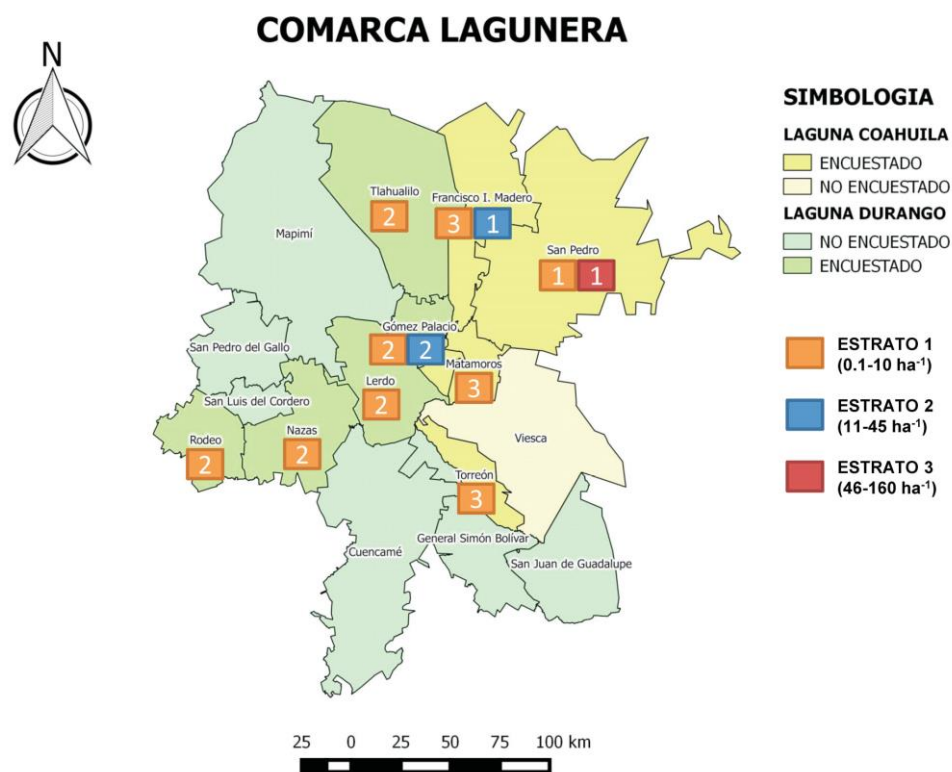 COMARCA LAGUNERA
N
SIMBOLOGIA
LAGUNA COAHUILA
ENCUESTADO
NO ENCUESTADO
LAGUNA DURANGO
NO ENCUESTADO
ENCUESTADO
ESTRATO 1
(0.1-10 ha⁻¹)
ESTRATO 2
(11-45 ha⁻¹)
ESTRATO 3
(46-160 ha⁻¹)
Tlahualilo
2
Francisco I. Madero
3 1
Mapimí
San Pedro
1 1
Gómez Palacio
2 2
San Pedro del Gallo
Matamoros
3
Lerdo
2
San Luis del Cordero
Rodeo
2
Nazas
2
Viesca
Torreón
3
General Simón Bolívar
Cuencamé
San Juan de Guadalupe
25 0 25 50 75 100 km